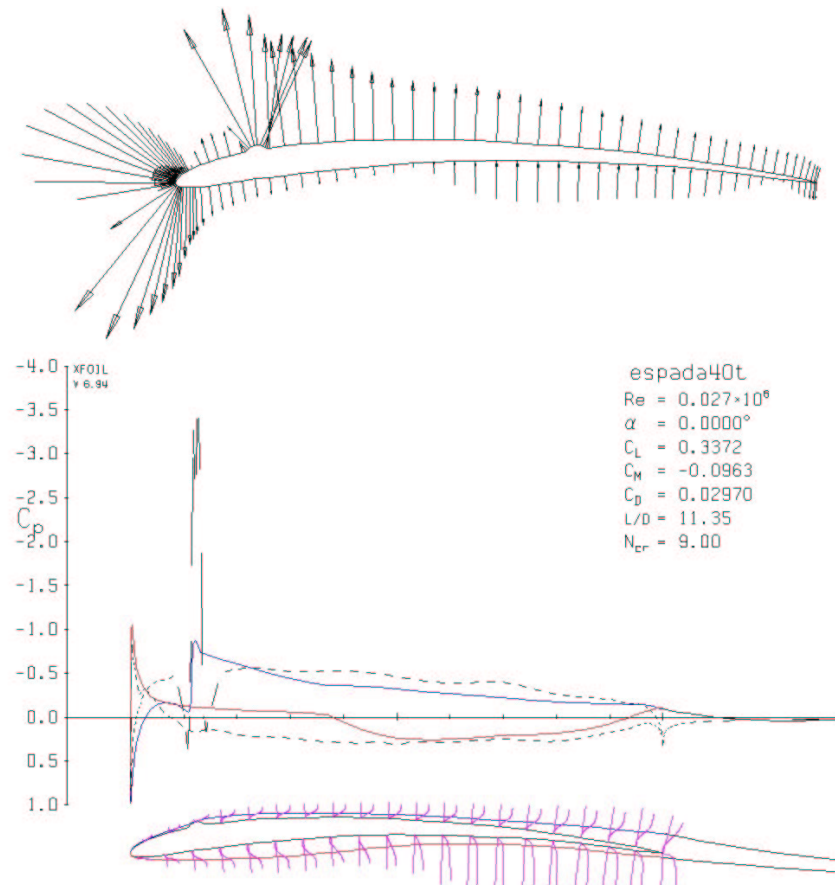 -4.0
XFOIL
V 6.94
-3.5
-3.0
-2.5
Cp
-2.0
-1.5
-1.0
-0.5
0.0
0.5
1.0
espada40t
Re = 0.027×10⁶
α = 0.0000°
CL = 0.3372
CM = -0.0963
CD = 0.02970
L/D = 11.35
= 9.00